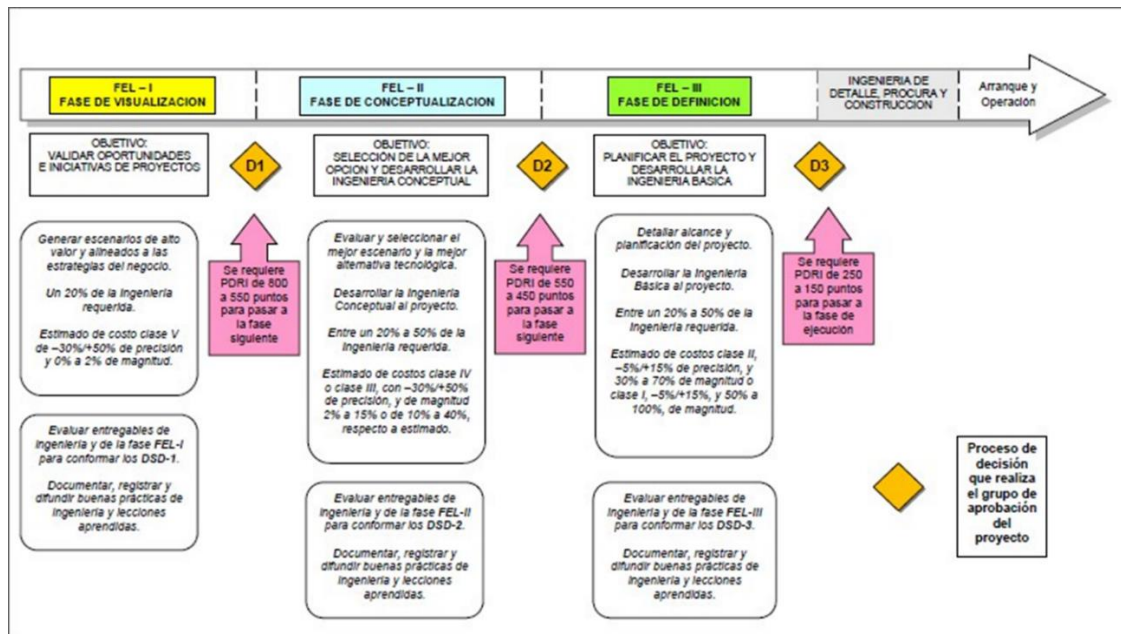 FEL – I
FASE DE VISUALIZACION
FEL – II
FASE DE CONCEPTUALIZACION
FEL – III
FASE DE DEFINICION
INGENIERIA DE
DETALLE, PROCURA Y
CONSTRUCCION
Arranque y
Operación
OBJETIVO:
VALIDAR OPORTUNIDADES
E INICIATIVAS DE PROYECTOS
D1
OBJETIVO:
SELECCIÓN DE LA MEJOR
OPCION Y DESARROLLAR LA
INGENIERIA CONCEPTUAL
D2
OBJETIVO:
PLANIFICAR EL PROYECTO Y
DESARROLLAR LA
INGENIERIA BASICA
D3
Generar escenarios de alto
valor y alineados a las
estrategias del negocio.
Un 20% de la Ingeniería
requerida.
Estimado de costo clase V
de –30%/+50% de precisión
y 0% a 2% de magnitud.
Se requiere
PDRI de 800
a 550 puntos
para pasar a
la fase
siguiente
Evaluar y seleccionar el
mejor escenario y la mejor
alternativa tecnológica.
Desarrollar la Ingeniería
Conceptual al proyecto.
Entre un 20% a 50% de la
Ingeniería requerida.
Estimado de costos clase IV
o clase III, con –30%/+50%
de precisión, y de magnitud
2% a 15% o de 10% a 40%,
respecto a estimado.
Se requiere
PDRI de 550
a 450 puntos
para pasar a
la fase
siguiente
Detallar alcance y
planificación del proyecto.
Desarrollar la Ingeniería
Básica al proyecto.
Entre un 20% a 50% de la
Ingeniería requerida.
Estimado de costos clase II,
–5%/+15% de precisión, y
30% a 70% de magnitud o
clase I, –5%/+15%, y 50% a
100%, de magnitud.
Se requiere
PDRI de 250
a 150 puntos
para pasar a
la fase de
ejecución
Evaluar entregables de
Ingeniería y de la fase FEL-I
para conformar los DSD-1.
Documentar, registrar y
difundir buenas prácticas de
ingeniería y lecciones
aprendidas.
Evaluar entregables de
Ingeniería y de la fase FEL-II
para conformar los DSD-2.
Documentar, registrar y
difundir buenas prácticas de
ingeniería y lecciones
aprendidas.
Evaluar entregables de
Ingeniería y de la fase FEL-III
para conformar los DSD-3.
Documentar, registrar y
difundir buenas prácticas de
ingeniería y lecciones
aprendidas.
Proceso de
decisión
que realiza
el grupo de
aprobación
del
proyecto